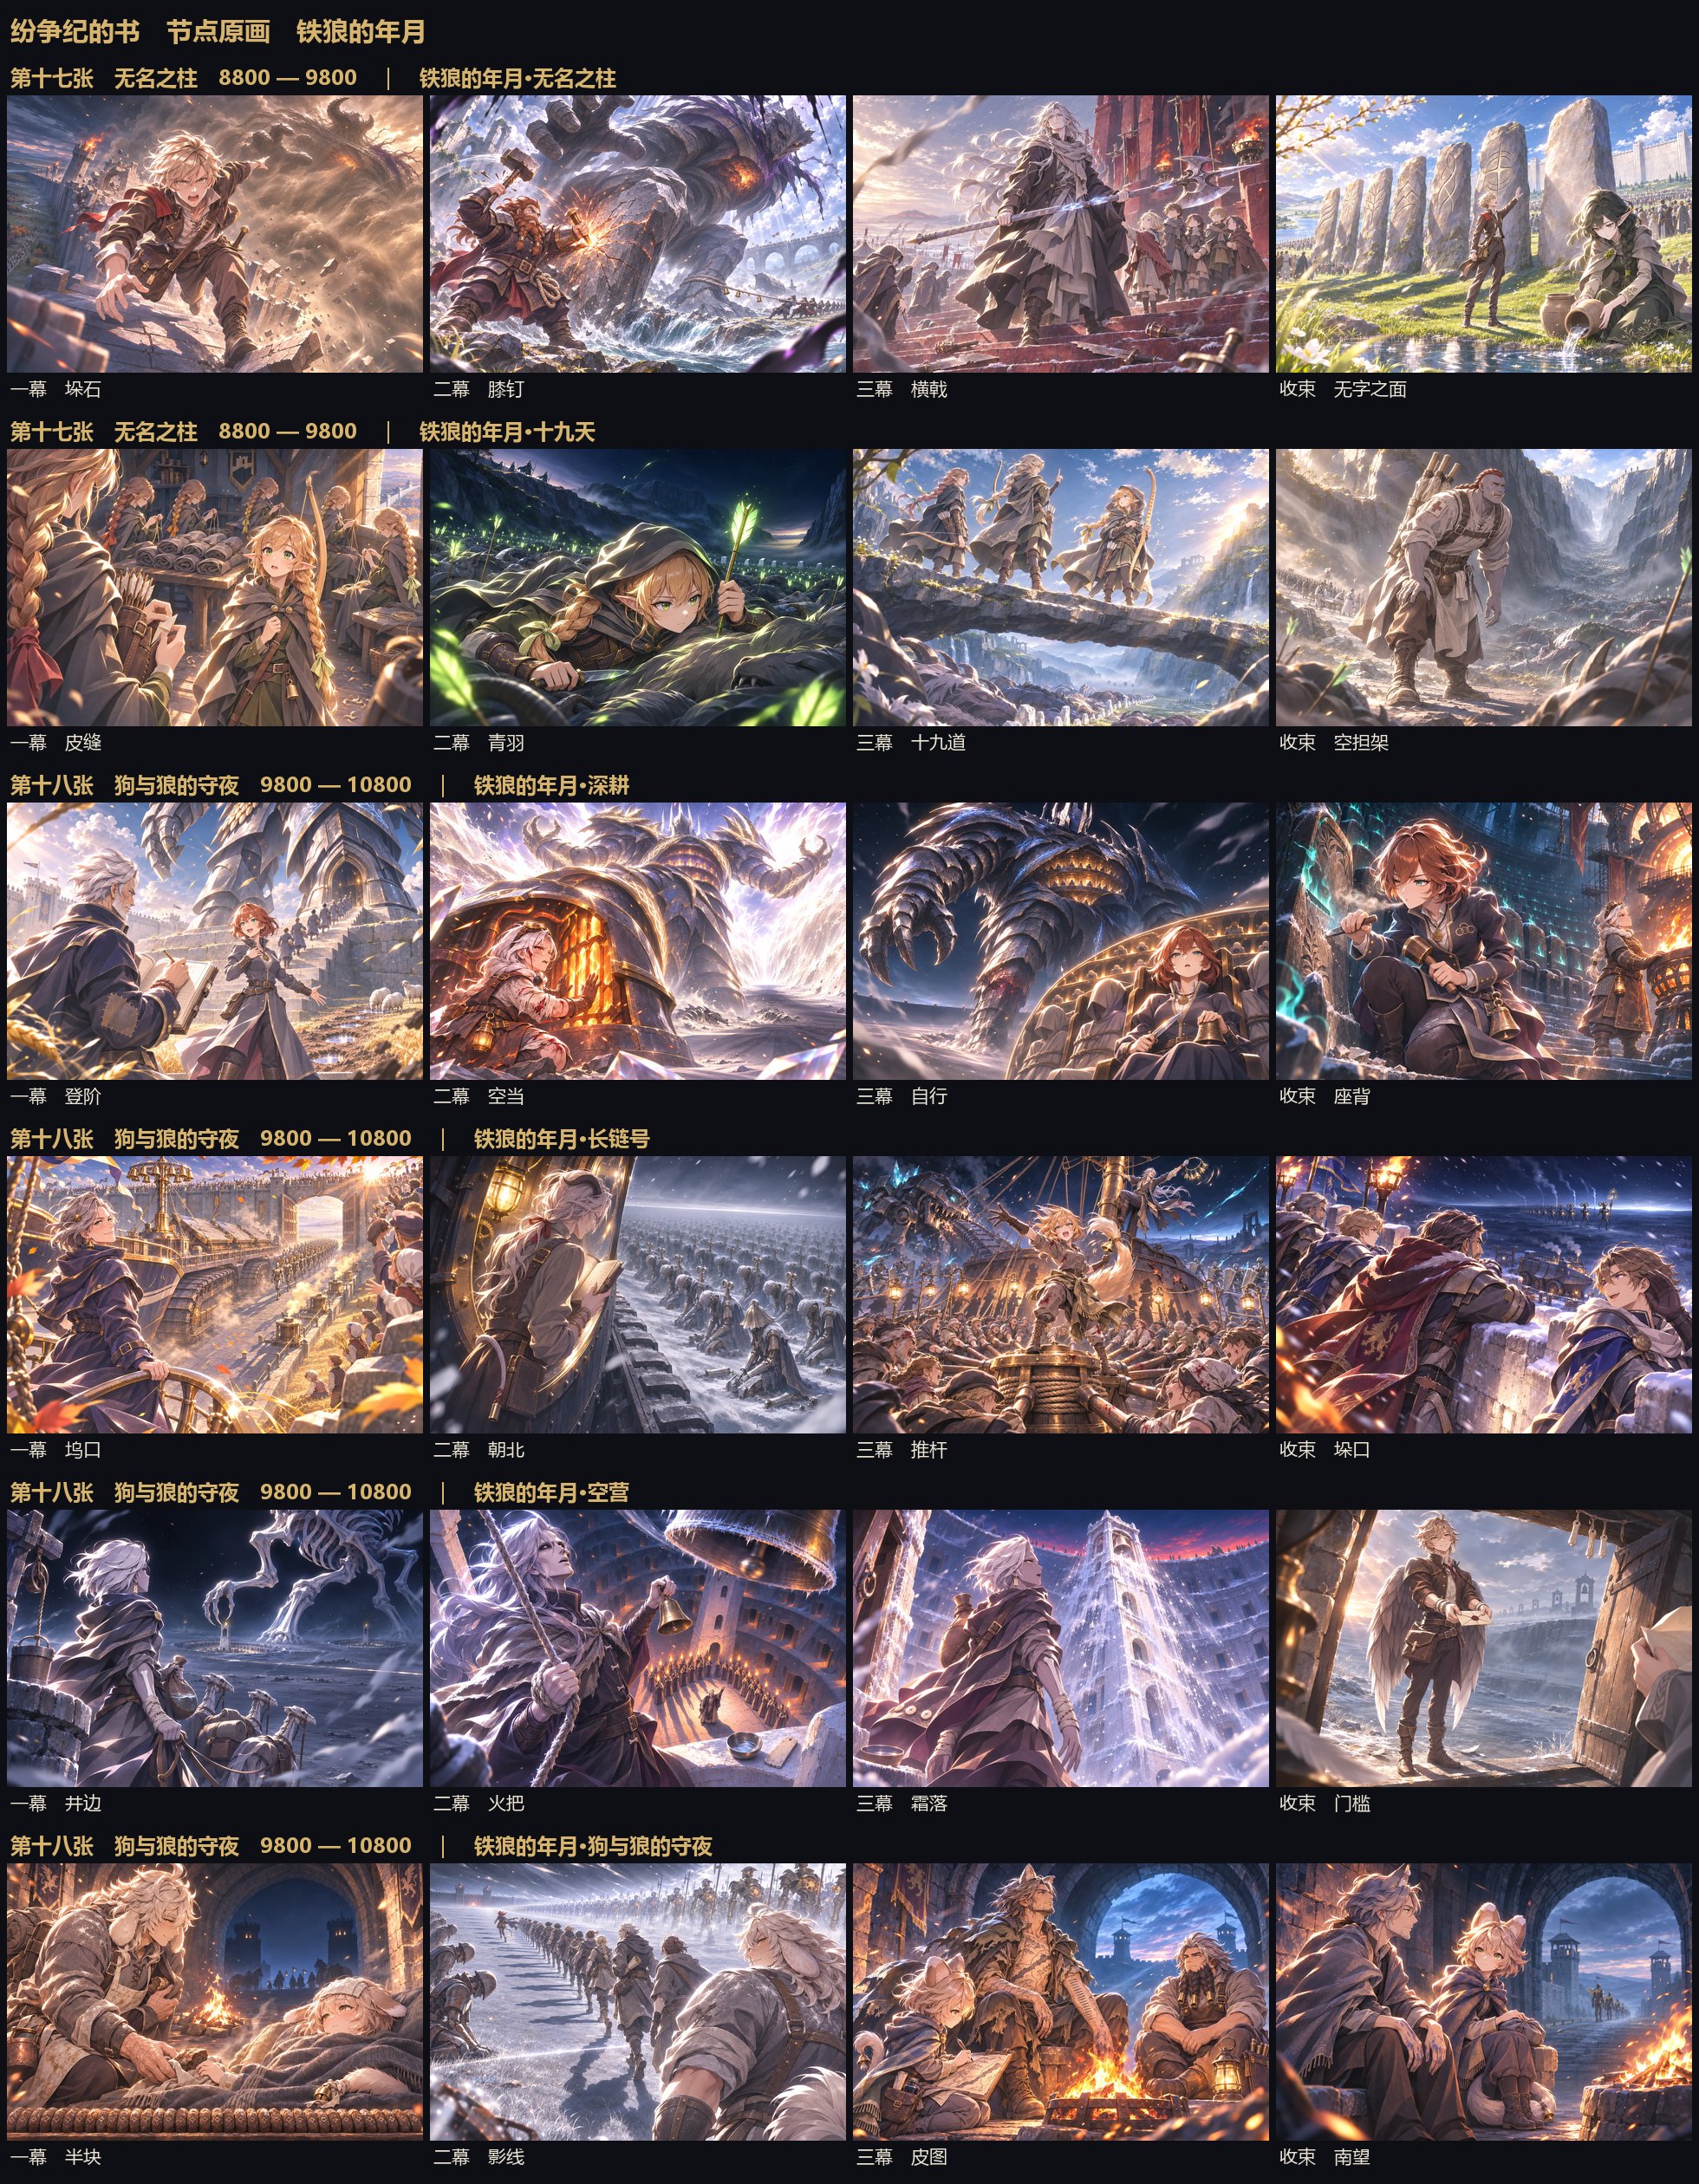 纷争纪的书 节点原画 铁狼的年月
第十七张 无名之柱 8800 — 9800 | 铁狼的年月·无名之柱
一幕 垛石
二幕 膝钉
三幕 横戟
收束 无字之面
第十七张 无名之柱 8800 — 9800 | 铁狼的年月·十九天
一幕 皮缝
二幕 青羽
三幕 十九道
收束 空担架
第十八张 狗与狼的守夜 9800 — 10800 | 铁狼的年月·深耕
一幕 登阶
二幕 空当
三幕 自行
收束 座背
第十八张 狗与狼的守夜 9800 — 10800 | 铁狼的年月·长链号
一幕 坞口
二幕 朝北
三幕 推杆
收束 垛口
第十八张 狗与狼的守夜 9800 — 10800 | 铁狼的年月·空营
一幕 井边
二幕 火把
三幕 霜落
收束 门槛
第十八张 狗与狼的守夜 9800 — 10800 | 铁狼的年月·狗与狼的守夜
一幕 半块
二幕 影线
三幕 皮图
收束 南望